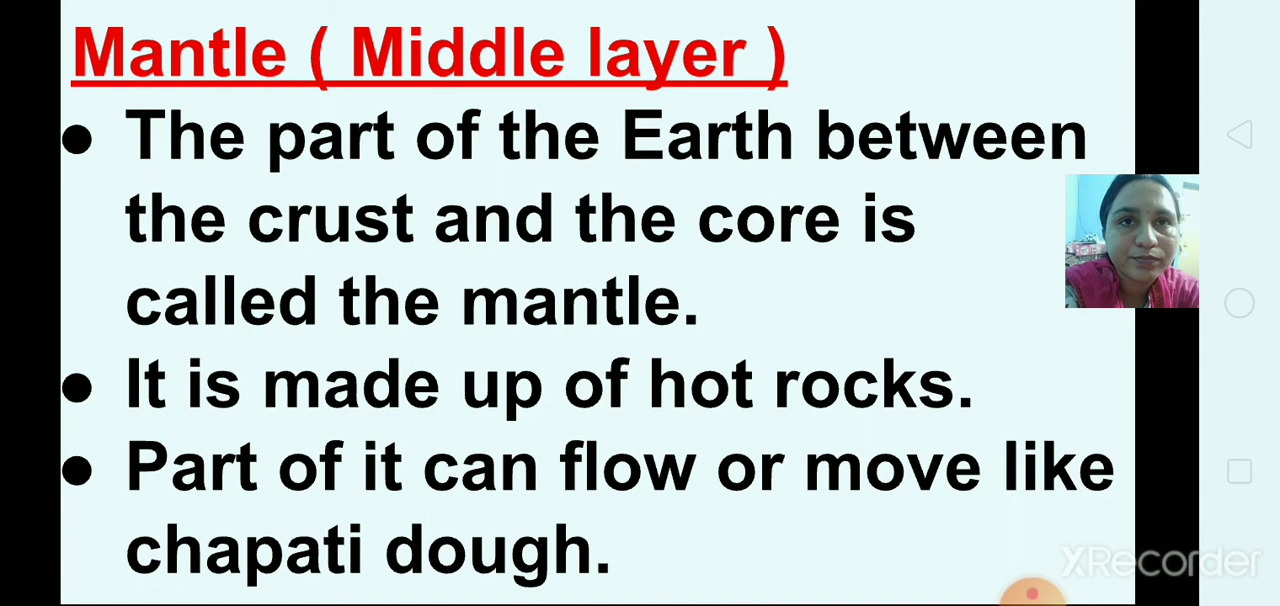 Mantle ( Middle layer )
● The part of the Earth between
the crust and the core is
called the mantle.
● It is made up of hot rocks.
● Part of it can flow or move like
chapati dough.
XRecorder